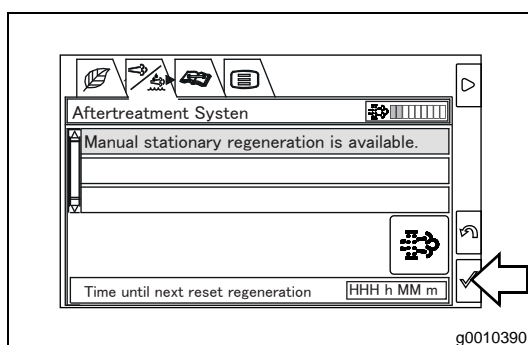 Aftertreatment Systen
Manual stationary regeneration is available.
Time until next reset regeneration HHH h MM m
g0010390